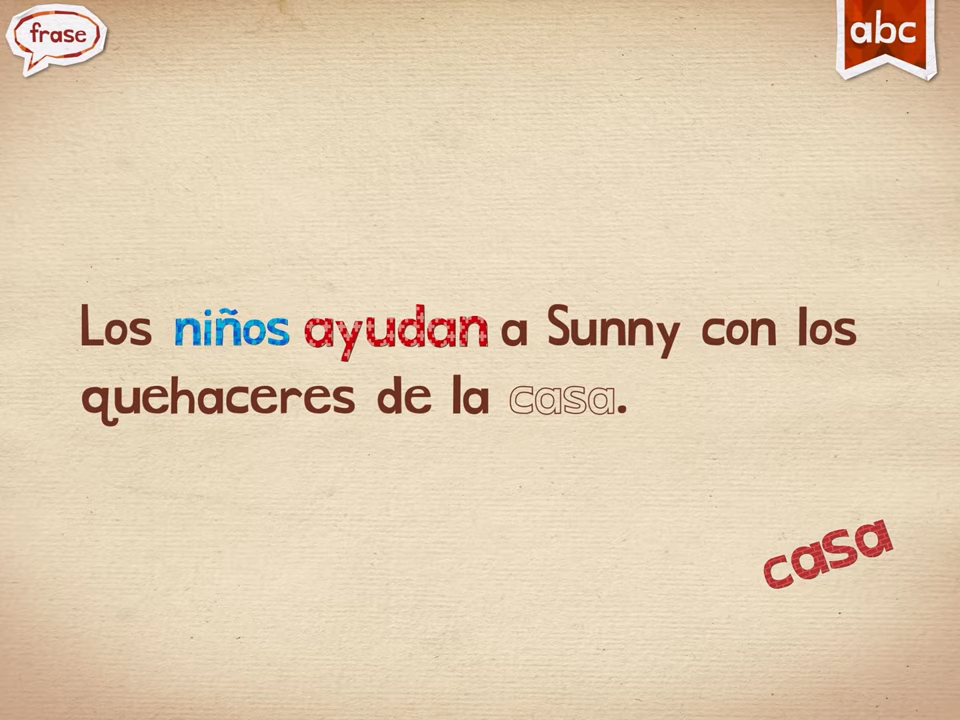 frase
abc
Los niños ayudan a Sunny con los
quehaceres de la casa.
casa